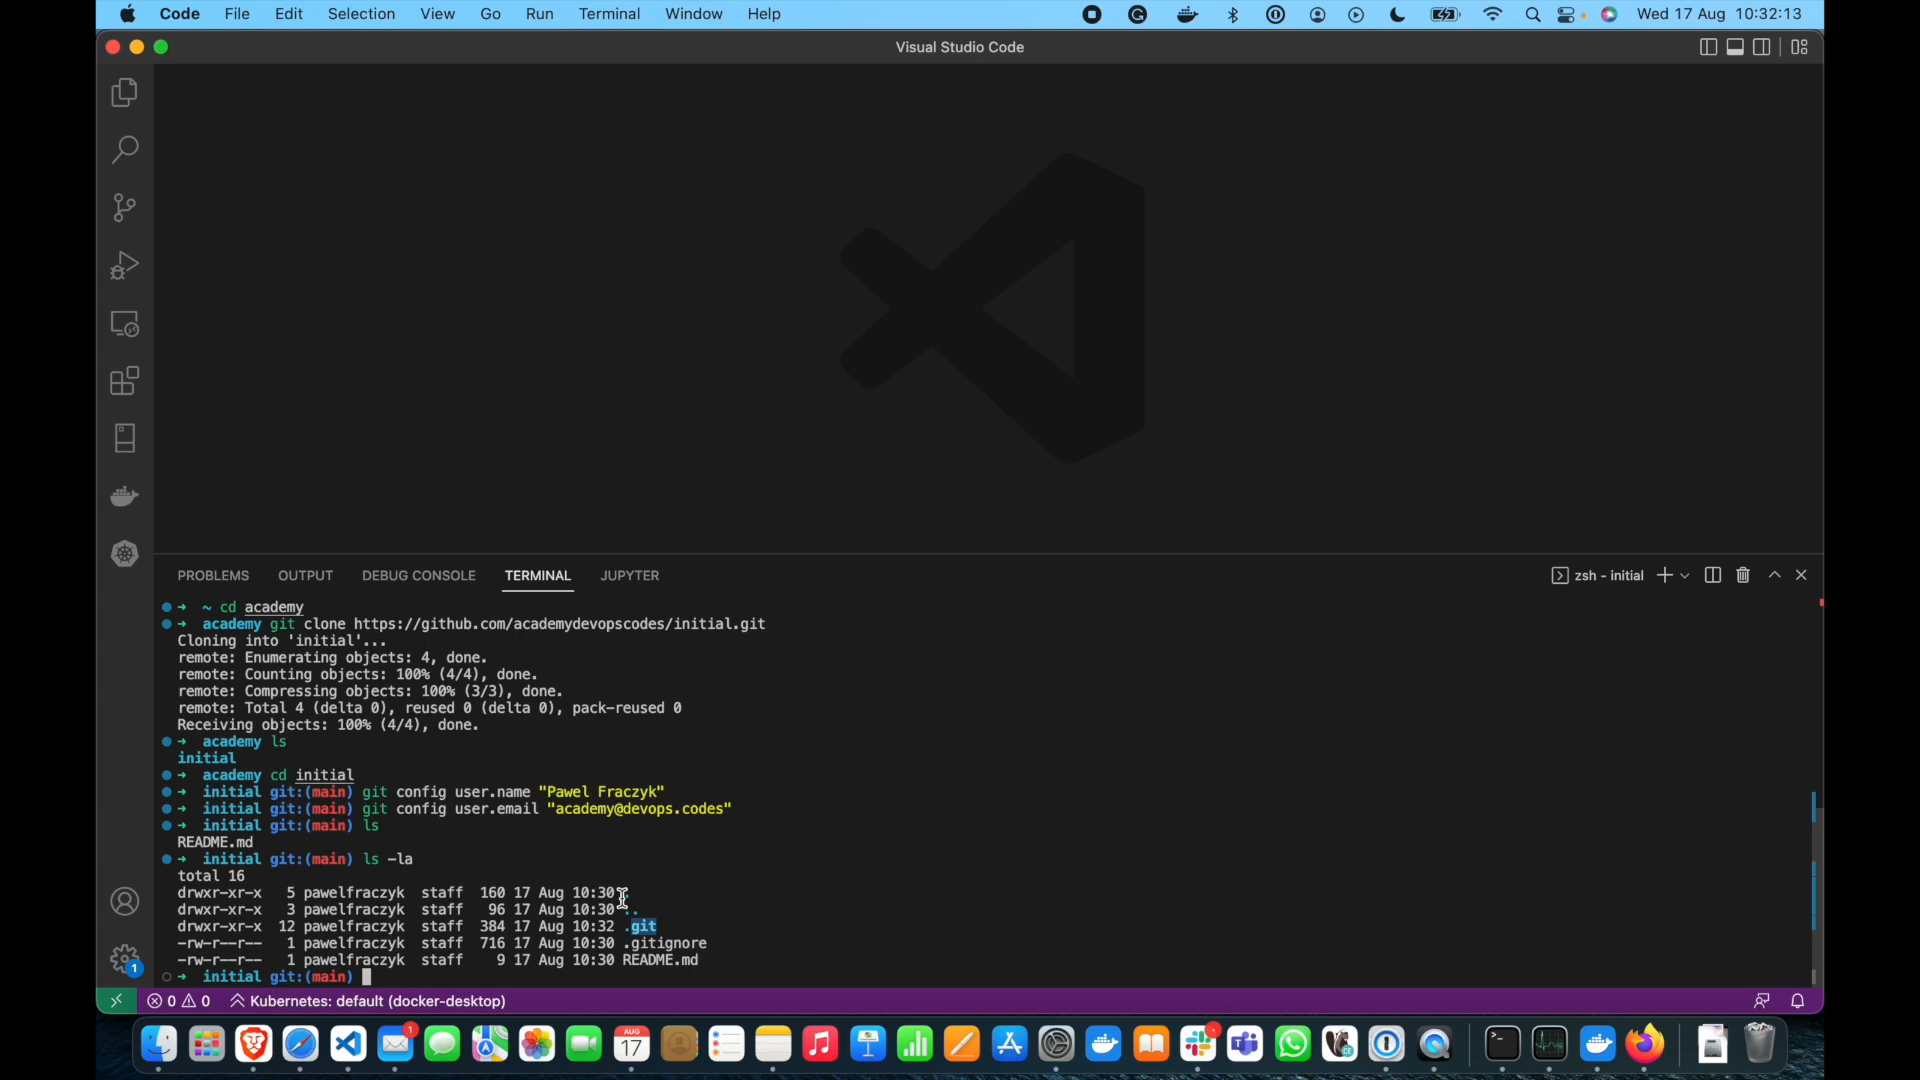 Code File Edit Selection View Go Run Terminal Window Help Wed 17 Aug 10:32:13
Visual Studio Code
PROBLEMS OUTPUT DEBUG CONSOLE TERMINAL JUPYTER zsh - initial
➜ ~ cd academy
➜ academy git clone https://github.com/academydevopscodes/initial.git
Cloning into 'initial'...
remote: Enumerating objects: 4, done.
remote: Counting objects: 100% (4/4), done.
remote: Compressing objects: 100% (3/3), done.
remote: Total 4 (delta 0), reused 0 (delta 0), pack-reused 0
Receiving objects: 100% (4/4), done.
➜ academy ls
initial
➜ academy cd initial
➜ initial git:(main) git config user.name "Pawel Fraczyk"
➜ initial git:(main) git config user.email "academy@devops.codes"
➜ initial git:(main) ls
README.md
➜ initial git:(main) ls -la
total 16
drwxr-xr-x 5 pawelfraczyk staff 160 17 Aug 10:30 .
drwxr-xr-x 3 pawelfraczyk staff 96 17 Aug 10:30 ..
drwxr-xr-x 12 pawelfraczyk staff 384 17 Aug 10:32 .git
-rw-r--r-- 1 pawelfraczyk staff 716 17 Aug 10:30 .gitignore
-rw-r--r-- 1 pawelfraczyk staff 9 17 Aug 10:30 README.md
➜ initial git:(main)
1
0 0 Kubernetes: default (docker-desktop)
1
AUG
17